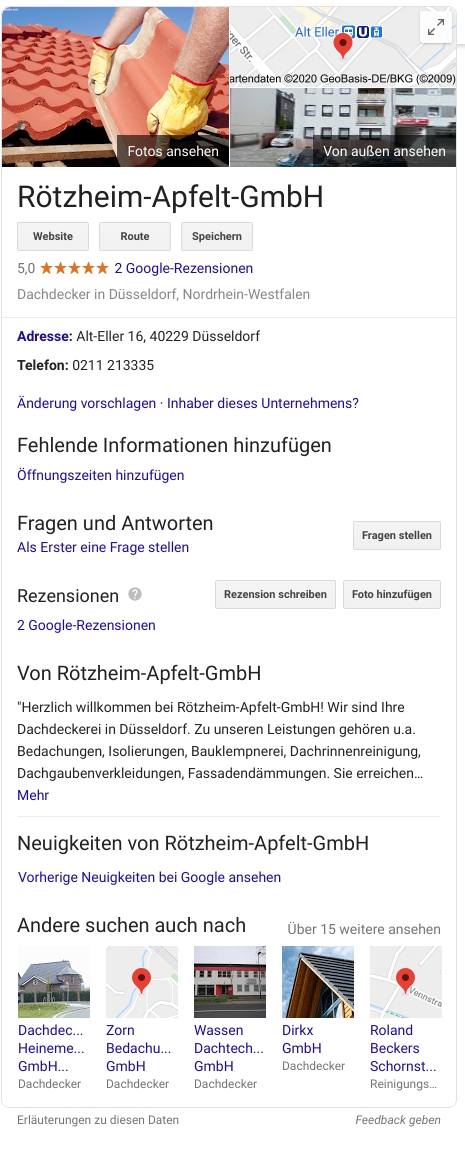 Alt Eller
ner Str.
artendaten ©2020 GeoBasis-DE/BKG (©2009)
Fotos ansehen
Von außen ansehen
Rötzheim-Apfelt-GmbH
Website Route Speichern
5,0 ★★★★★ 2 Google-Rezensionen
Dachdecker in Düsseldorf, Nordrhein-Westfalen
Adresse: Alt-Eller 16, 40229 Düsseldorf
Telefon: 0211 213335
Änderung vorschlagen · Inhaber dieses Unternehmens?
Fehlende Informationen hinzufügen
Öffnungszeiten hinzufügen
Fragen und Antworten
Fragen stellen
Als Erster eine Frage stellen
Rezensionen ? Rezension schreiben Foto hinzufügen
2 Google-Rezensionen
Von Rötzheim-Apfelt-GmbH
"Herzlich willkommen bei Rötzheim-Apfelt-GmbH! Wir sind Ihre
Dachdeckerei in Düsseldorf. Zu unseren Leistungen gehören u.a.
Bedachungen, Isolierungen, Bauklempnerei, Dachrinnenreinigung,
Dachgaubenverkleidungen, Fassadendämmungen. Sie erreichen…
Mehr
Neuigkeiten von Rötzheim-Apfelt-GmbH
Vorherige Neuigkeiten bei Google ansehen
Andere suchen auch nach Über 15 weitere ansehen
Vennstra
Dachdec...
Heineme...
GmbH...
Dachdecker
Zorn
Bedachu...
GmbH
Dachdecker
Wassen
Dachtech...
GmbH
Dachdecker
Dirkx
GmbH
Dachdecker
Roland
Beckers
Schornst...
Reinigungs...
Erläuterungen zu diesen Daten Feedback geben